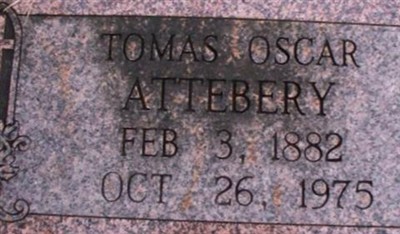 TOMAS OSCAR
ATTEBERY
FEB 3, 1882
OCT 26, 1975